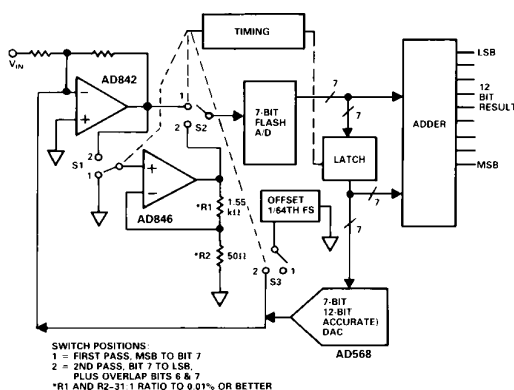 TIMING
VIN
AD842
1
2
S2
7-BIT
FLASH
A/D
7
7
ADDER
LSB
12
BIT
RESULT
MSB
LATCH
7
7
2
S1
1
AD846
*R1
1.55
kΩ
*R2
50Ω
OFFSET
1/64TH FS
2
1
S3
7-BIT
12-BIT
ACCURATE)
DAC
AD568
SWITCH POSITIONS:
1 = FIRST PASS, MSB TO BIT 7
2 = 2ND PASS, BIT 7 TO LSB,
PLUS OVERLAP BITS 6 & 7
*R1 AND R2-31:1 RATIO TO 0.01% OR BETTER